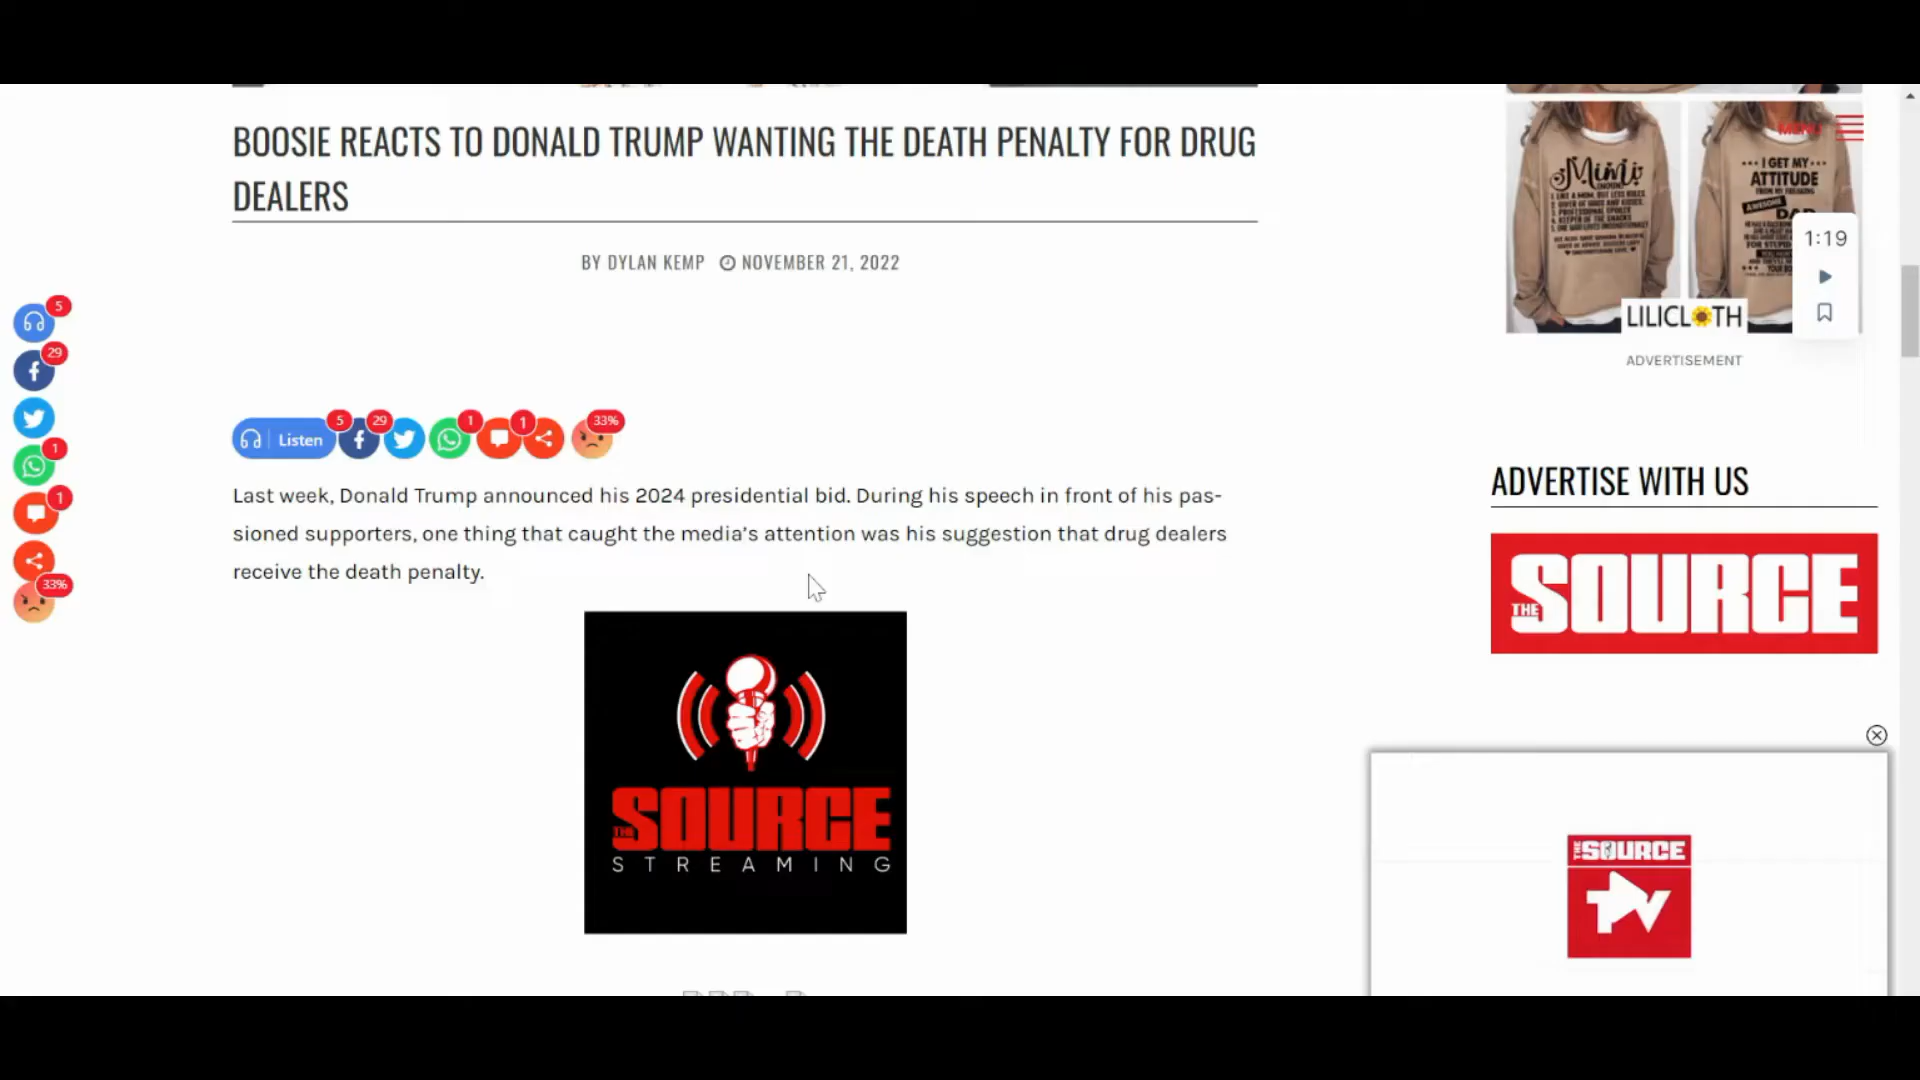 BOOSIE REACTS TO DONALD TRUMP WANTING THE DEATH PENALTY FOR DRUG
DEALERS
BY DYLAN KEMP NOVEMBER 21, 2022
5
29
1
1
33%
Listen
5
29
1
1
33%
Last week, Donald Trump announced his 2024 presidential bid. During his speech in front of his pas-
sioned supporters, one thing that caught the media's attention was his suggestion that drug dealers
receive the death penalty.
THE SOURCE
STREAMING
Mimi
I GET MY
ATTITUDE
AWESOME
DAD
MENU
1:19
LILICLOTH
ADVERTISEMENT
ADVERTISE WITH US
THE SOURCE
THE SOURCE
tv